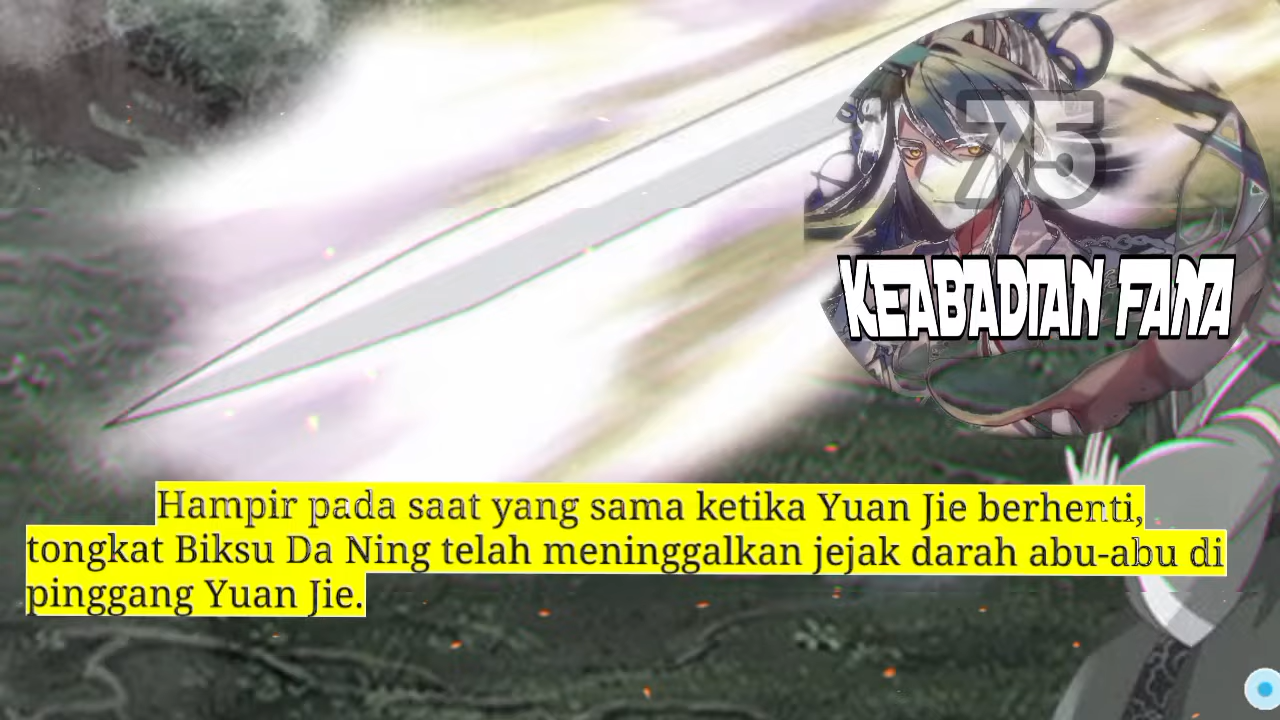 75
KEABADIAN FANA
Hampir pada saat yang sama ketika Yuan Jie berhenti,
tongkat Biksu Da Ning telah meninggalkan jejak darah abu-abu di
pinggang Yuan Jie.